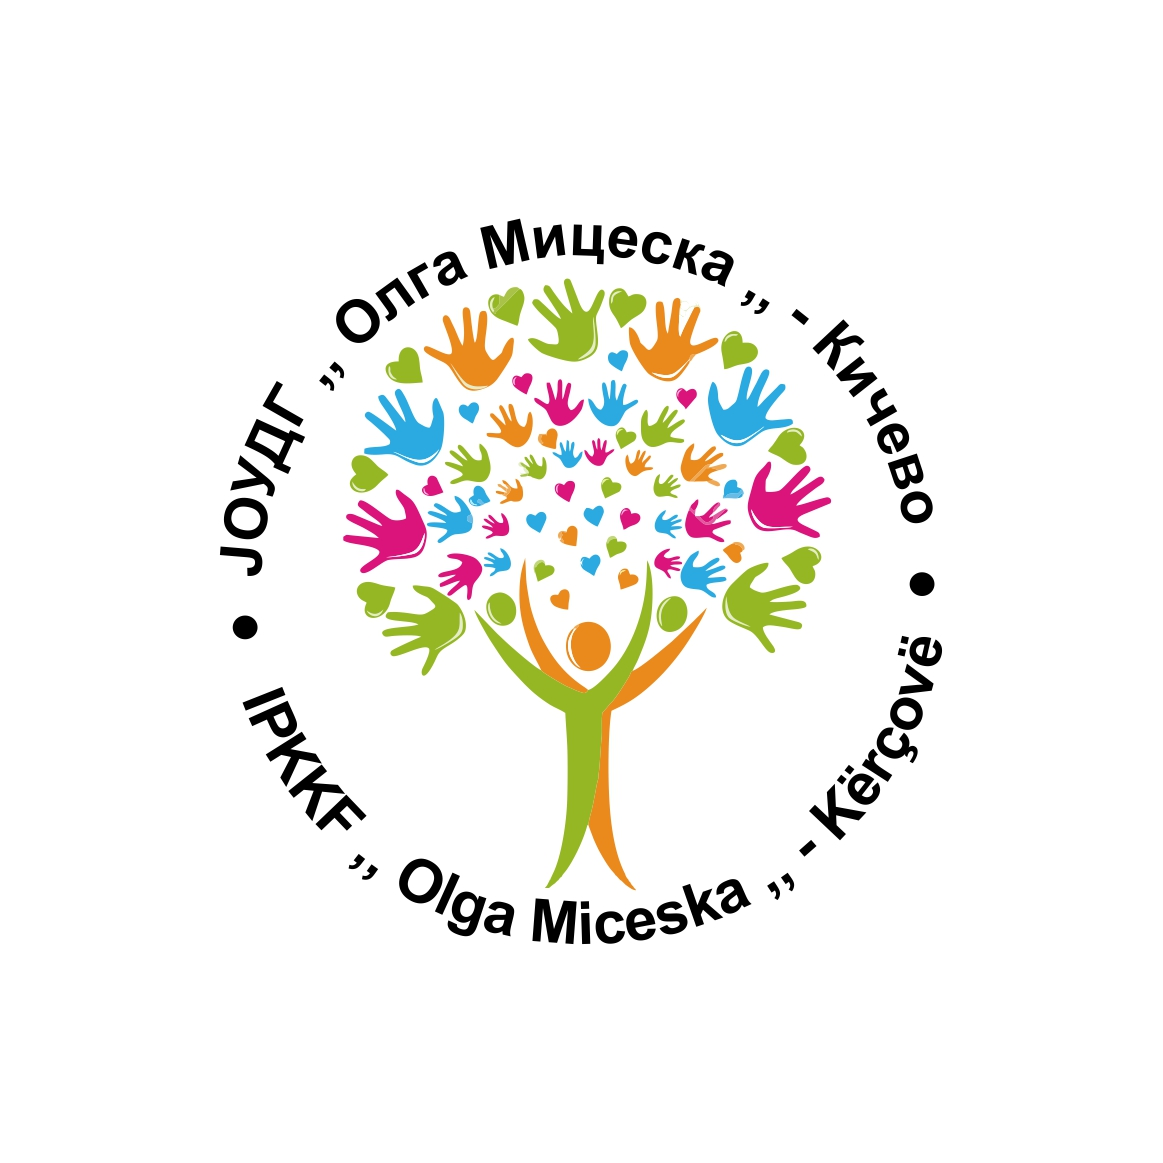 ЈОУДГ ,, Олга Мицеска ,, - Кичево
IPKKF ,, Olga Miceska ,, - Kërçovë